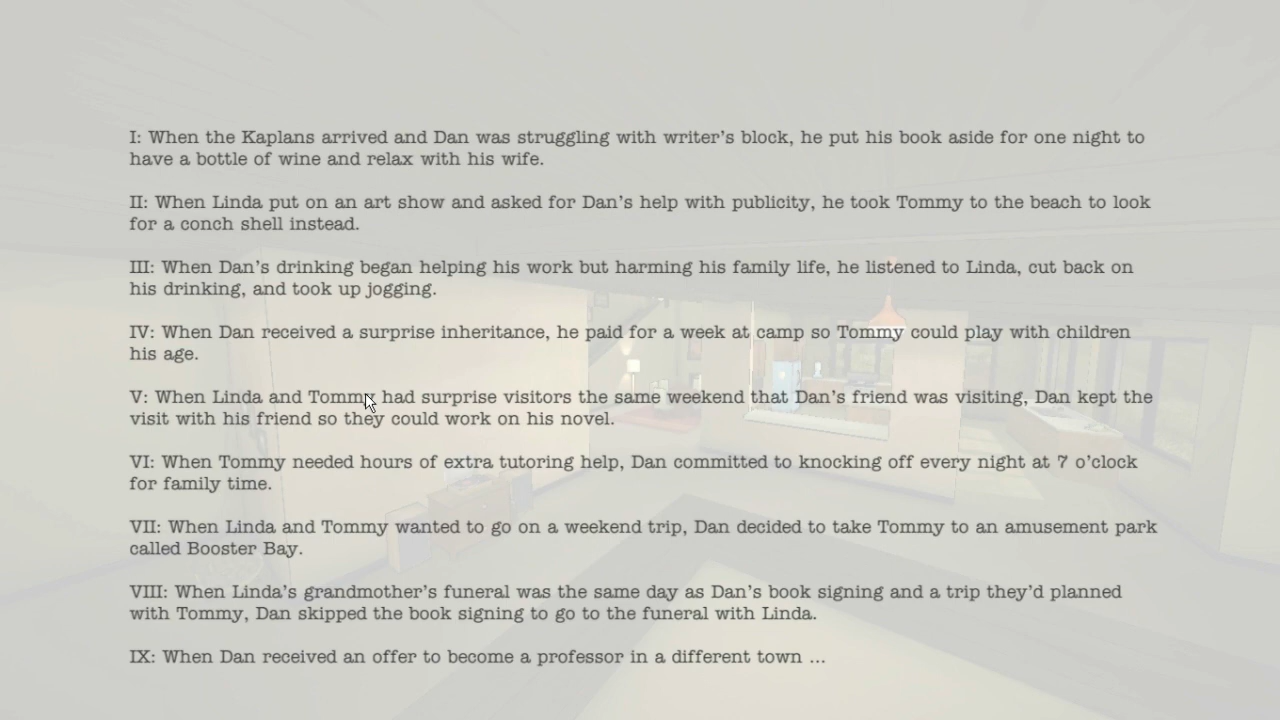 I: When the Kaplans arrived and Dan was struggling with writer's block, he put his book aside for one night to
have a bottle of wine and relax with his wife.
II: When Linda put on an art show and asked for Dan's help with publicity, he took Tommy to the beach to look
for a conch shell instead.
III: When Dan's drinking began helping his work but harming his family life, he listened to Linda, cut back on
his drinking, and took up jogging.
IV: When Dan received a surprise inheritance, he paid for a week at camp so Tommy could play with children
his age.
V: When Linda and Tommy had surprise visitors the same weekend that Dan's friend was visiting, Dan kept the
visit with his friend so they could work on his novel.
VI: When Tommy needed hours of extra tutoring help, Dan committed to knocking off every night at 7 o'clock
for family time.
VII: When Linda and Tommy wanted to go on a weekend trip, Dan decided to take Tommy to an amusement park
called Booster Bay.
VIII: When Linda's grandmother's funeral was the same day as Dan's book signing and a trip they'd planned
with Tommy, Dan skipped the book signing to go to the funeral with Linda.
IX: When Dan received an offer to become a professor in a different town ...